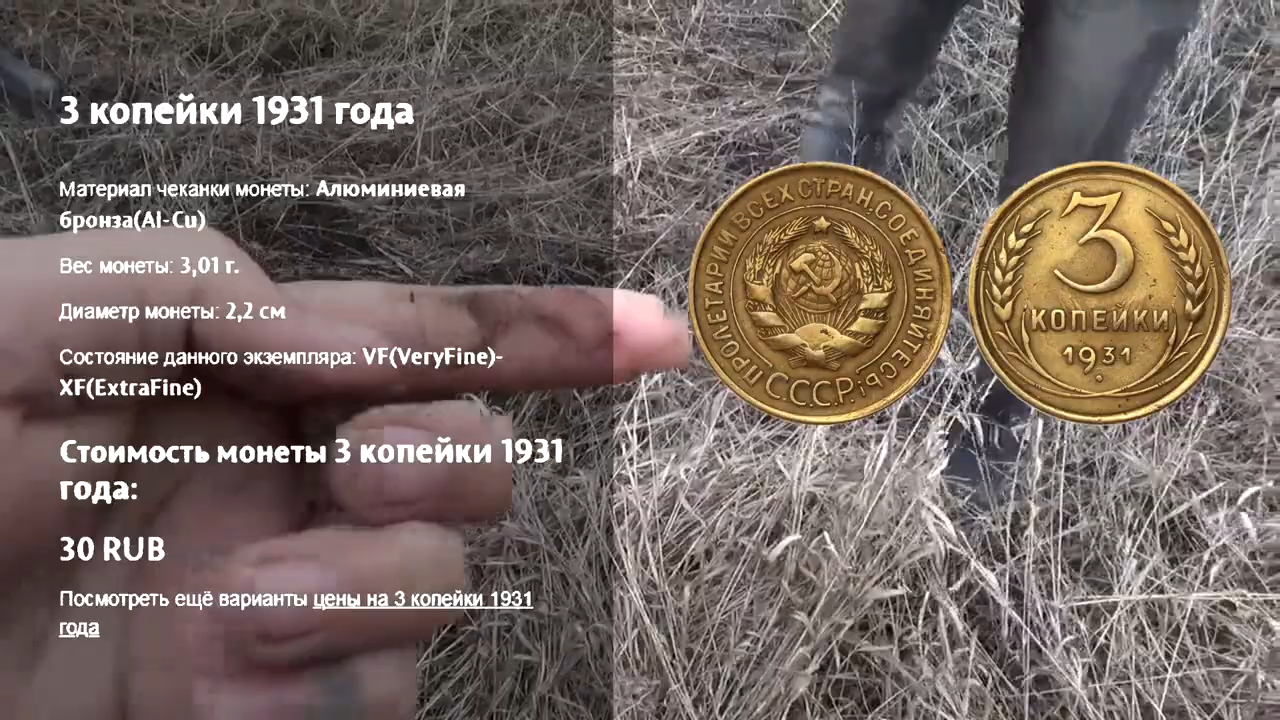 3 копейки 1931 года
Материал чеканки монеты: Алюминиевая
бронза(Al-Cu)
Вес монеты: 3,01 г.
Диаметр монеты: 2,2 см
Состояние данного экземпляра: VF(VeryFine)-
XF(ExtraFine)
Стоимость монеты 3 копейки 1931
года:
30 RUB
Посмотреть ещё варианты цены на 3 копейки 1931
года
ПРОЛЕТАРИИ ВСЕХ СТРАН, СОЕДИНЯЙТЕСЬ!
С.С.С.Р.
3
КОПЕЙКИ
1931